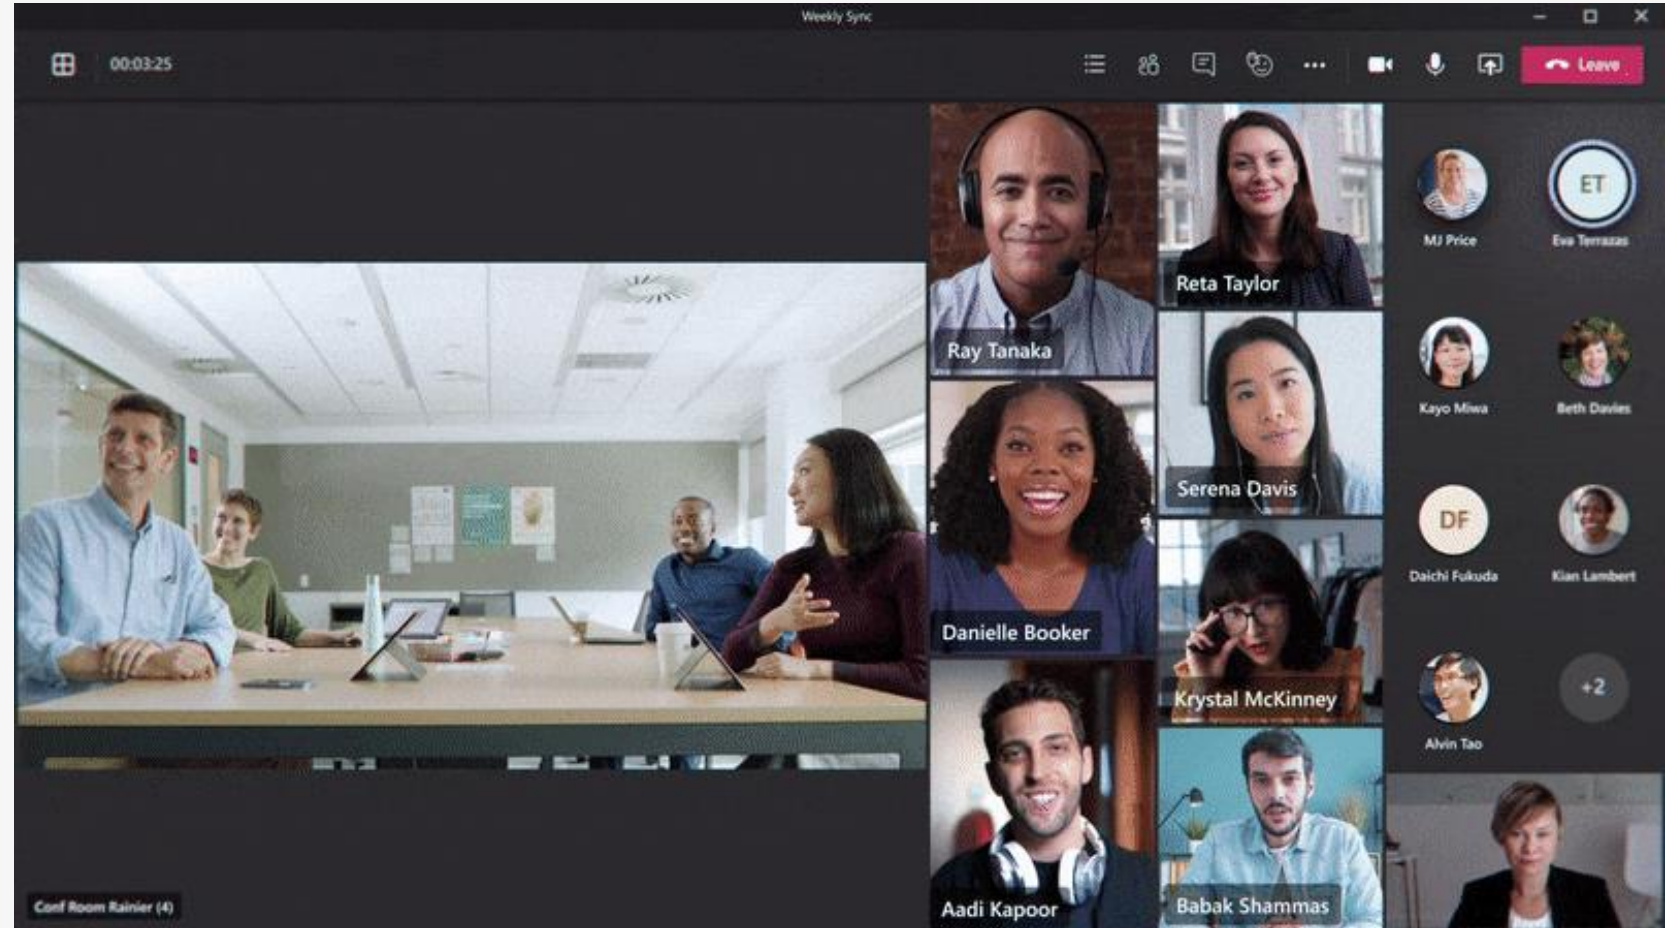 Weekly Sync
00:03:25
Leave
Conf Room Rainier (4)
Ray Tanaka
Reta Taylor
Danielle Booker
Serena Davis
Krystal McKinney
Aadi Kapoor
Babak Shammas
MJ Price
ET
Eva Terrazas
Kayo Miwa
Beth Davies
DF
Daichi Fukuda
Kian Lambert
Alvin Tao
+2